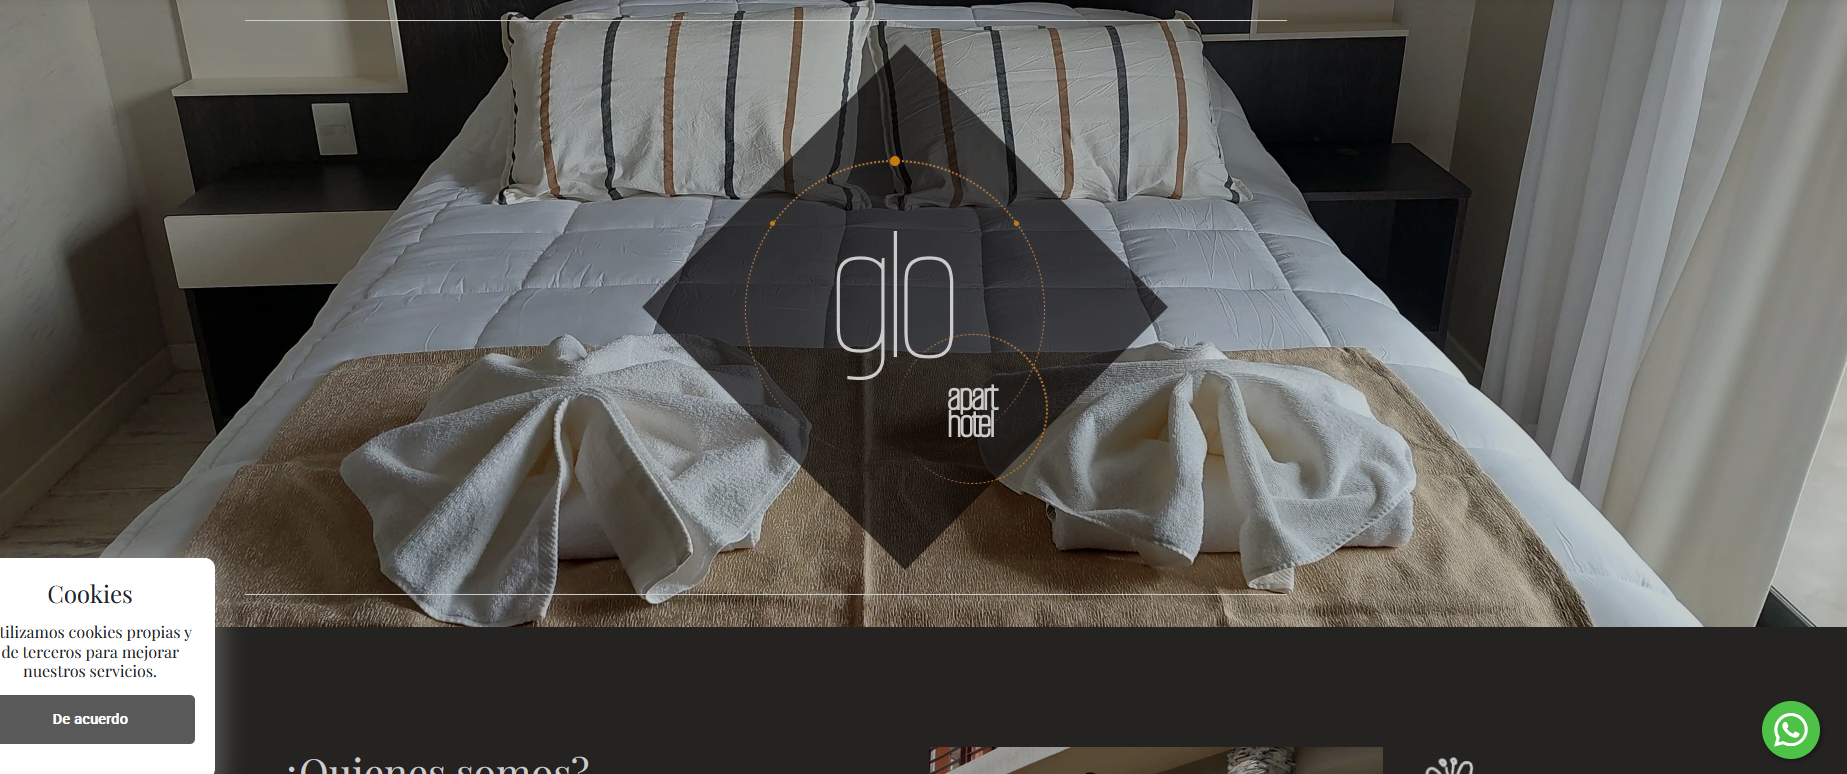 glo
apart
hotel
Cookies
tilizamos cookies propias y
de terceros para mejorar
nuestros servicios.
De acuerdo
¿Quienes somos?